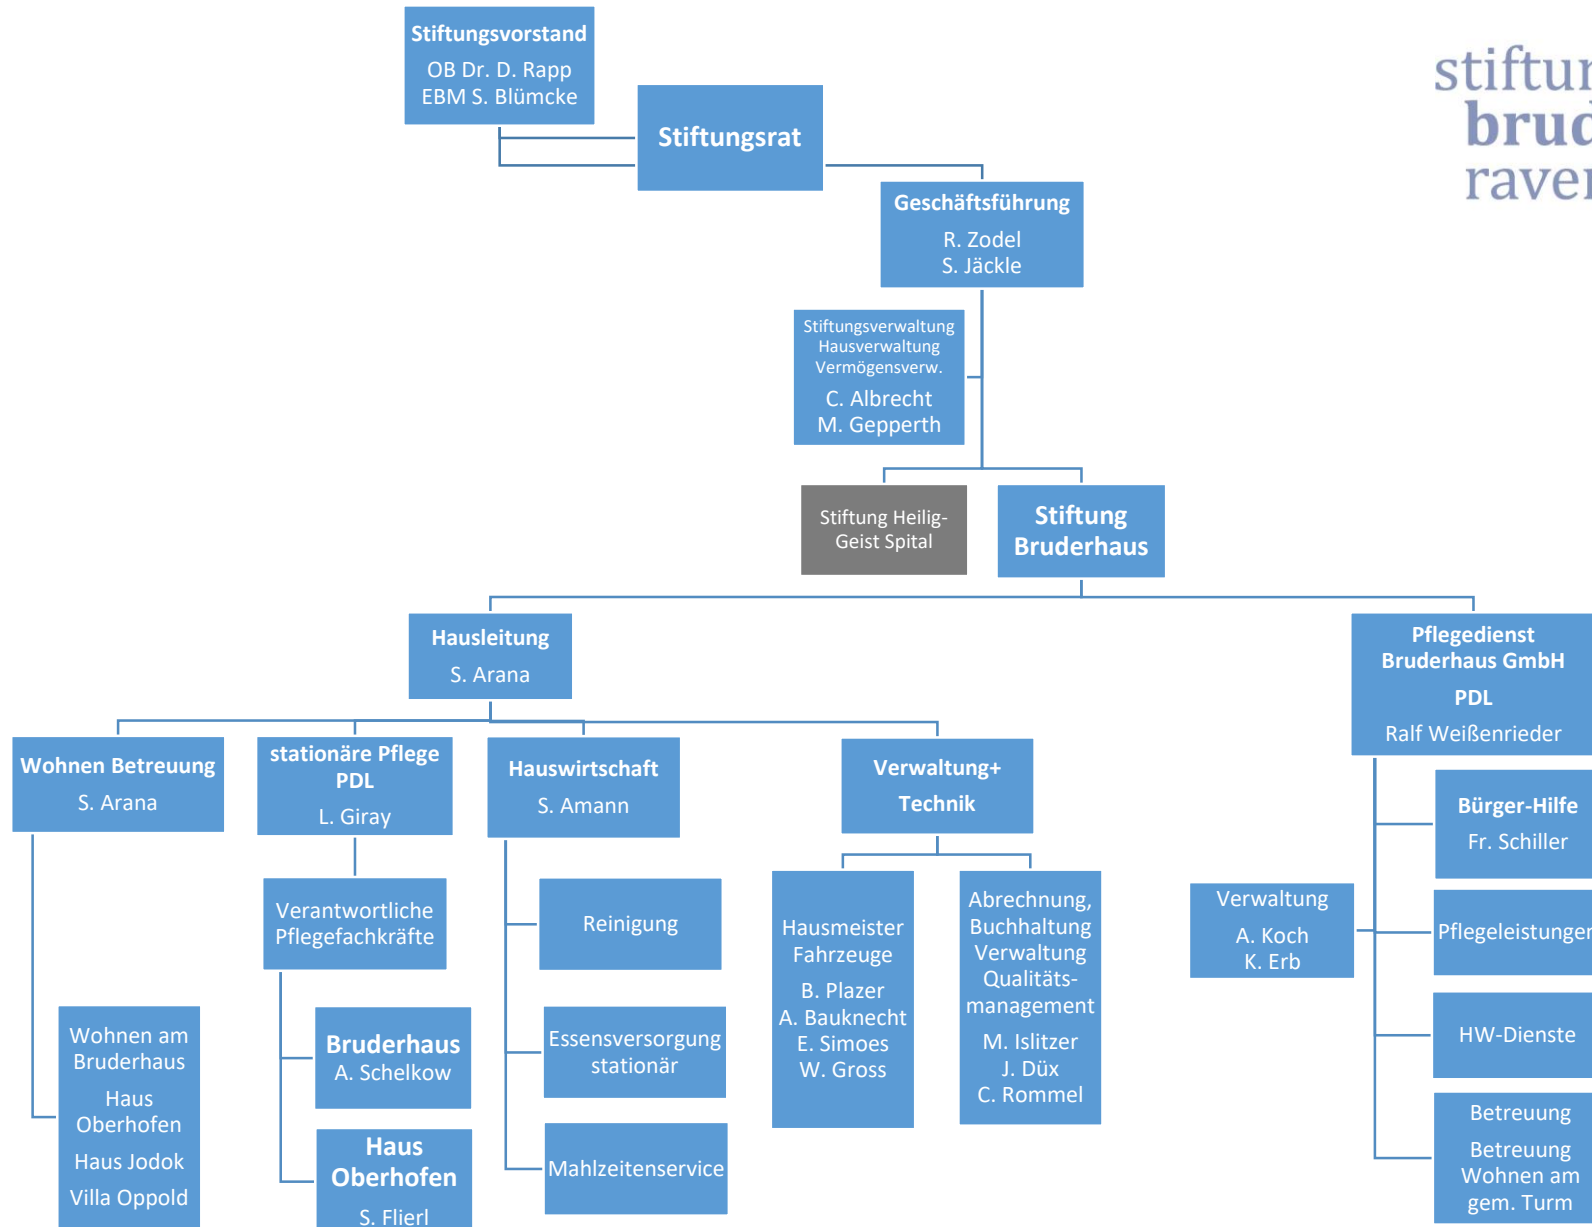 Stiftungsvorstand
OB Dr. D. Rapp
EBM S. Blümcke
Stiftungsrat
Geschäftsführung
R. Zodel
S. Jäckle
Stiftungsverwaltung
Hausverwaltung
Vermögensverw.
C. Albrecht
M. Gepperth
Stiftung Heilig-
Geist Spital
Stiftung
Bruderhaus
Hausleitung
S. Arana
Wohnen Betreuung
S. Arana
Wohnen am
Bruderhaus
Haus
Oberhofen
Haus Jodok
Villa Oppold
stationäre Pflege
PDL
L. Giray
Verantwortliche
Pflegefachkräfte
Bruderhaus
A. Schelkow
Haus
Oberhofen
S. Flierl
Hauswirtschaft
S. Amann
Reinigung
Essensversorgung
stationär
Mahlzeitenservice
Verwaltung+
Technik
Hausmeister
Fahrzeuge
B. Plazer
A. Bauknecht
E. Simoes
W. Gross
Abrechnung,
Buchhaltung
Verwaltung
Qualitäts-
management
M. Islitzer
J. Düx
C. Rommel
Pflegedienst
Bruderhaus GmbH
PDL
Ralf Weißenrieder
Verwaltung
A. Koch
K. Erb
Bürger-Hilfe
Fr. Schiller
Pflegeleistungen
HW-Dienste
Betreuung
Betreuung
Wohnen am
gem. Turm